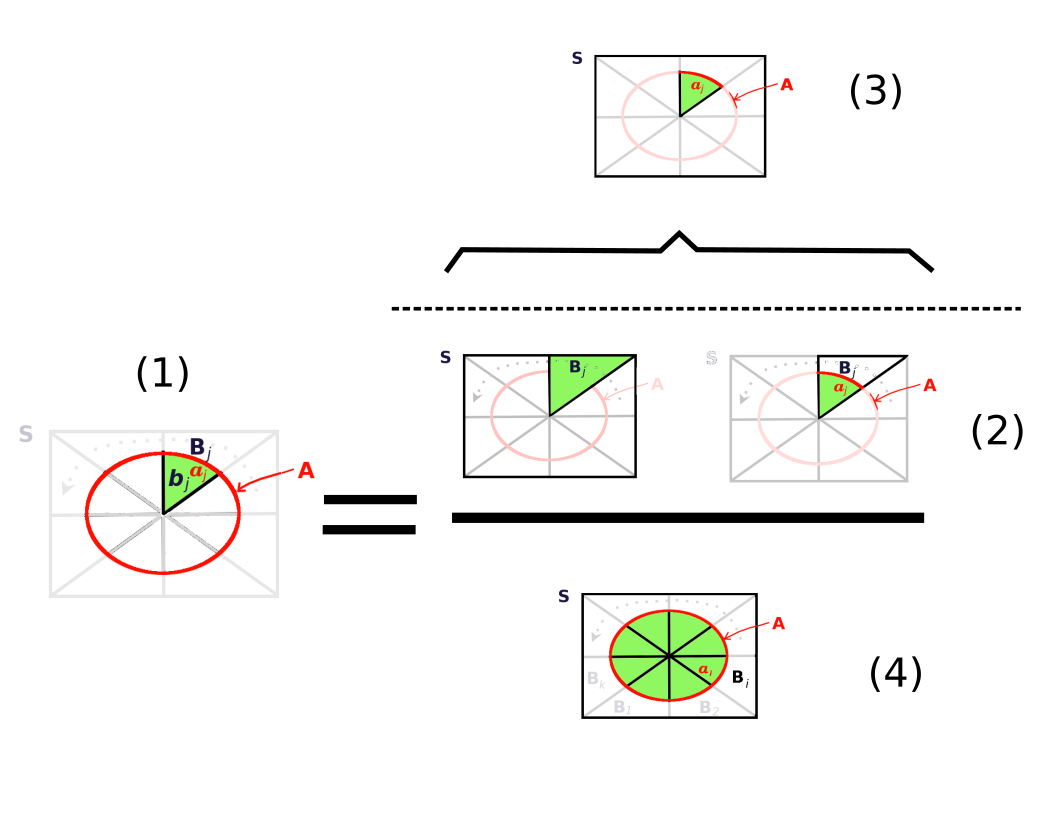 S
A
a_j
(3)
(1)
S
B_j
A
S
B_j
a_j
A
(2)
S
B_j
b_j
a_j
A
S
A
a_i
B_k
B_i
B_1
B_2
(4)